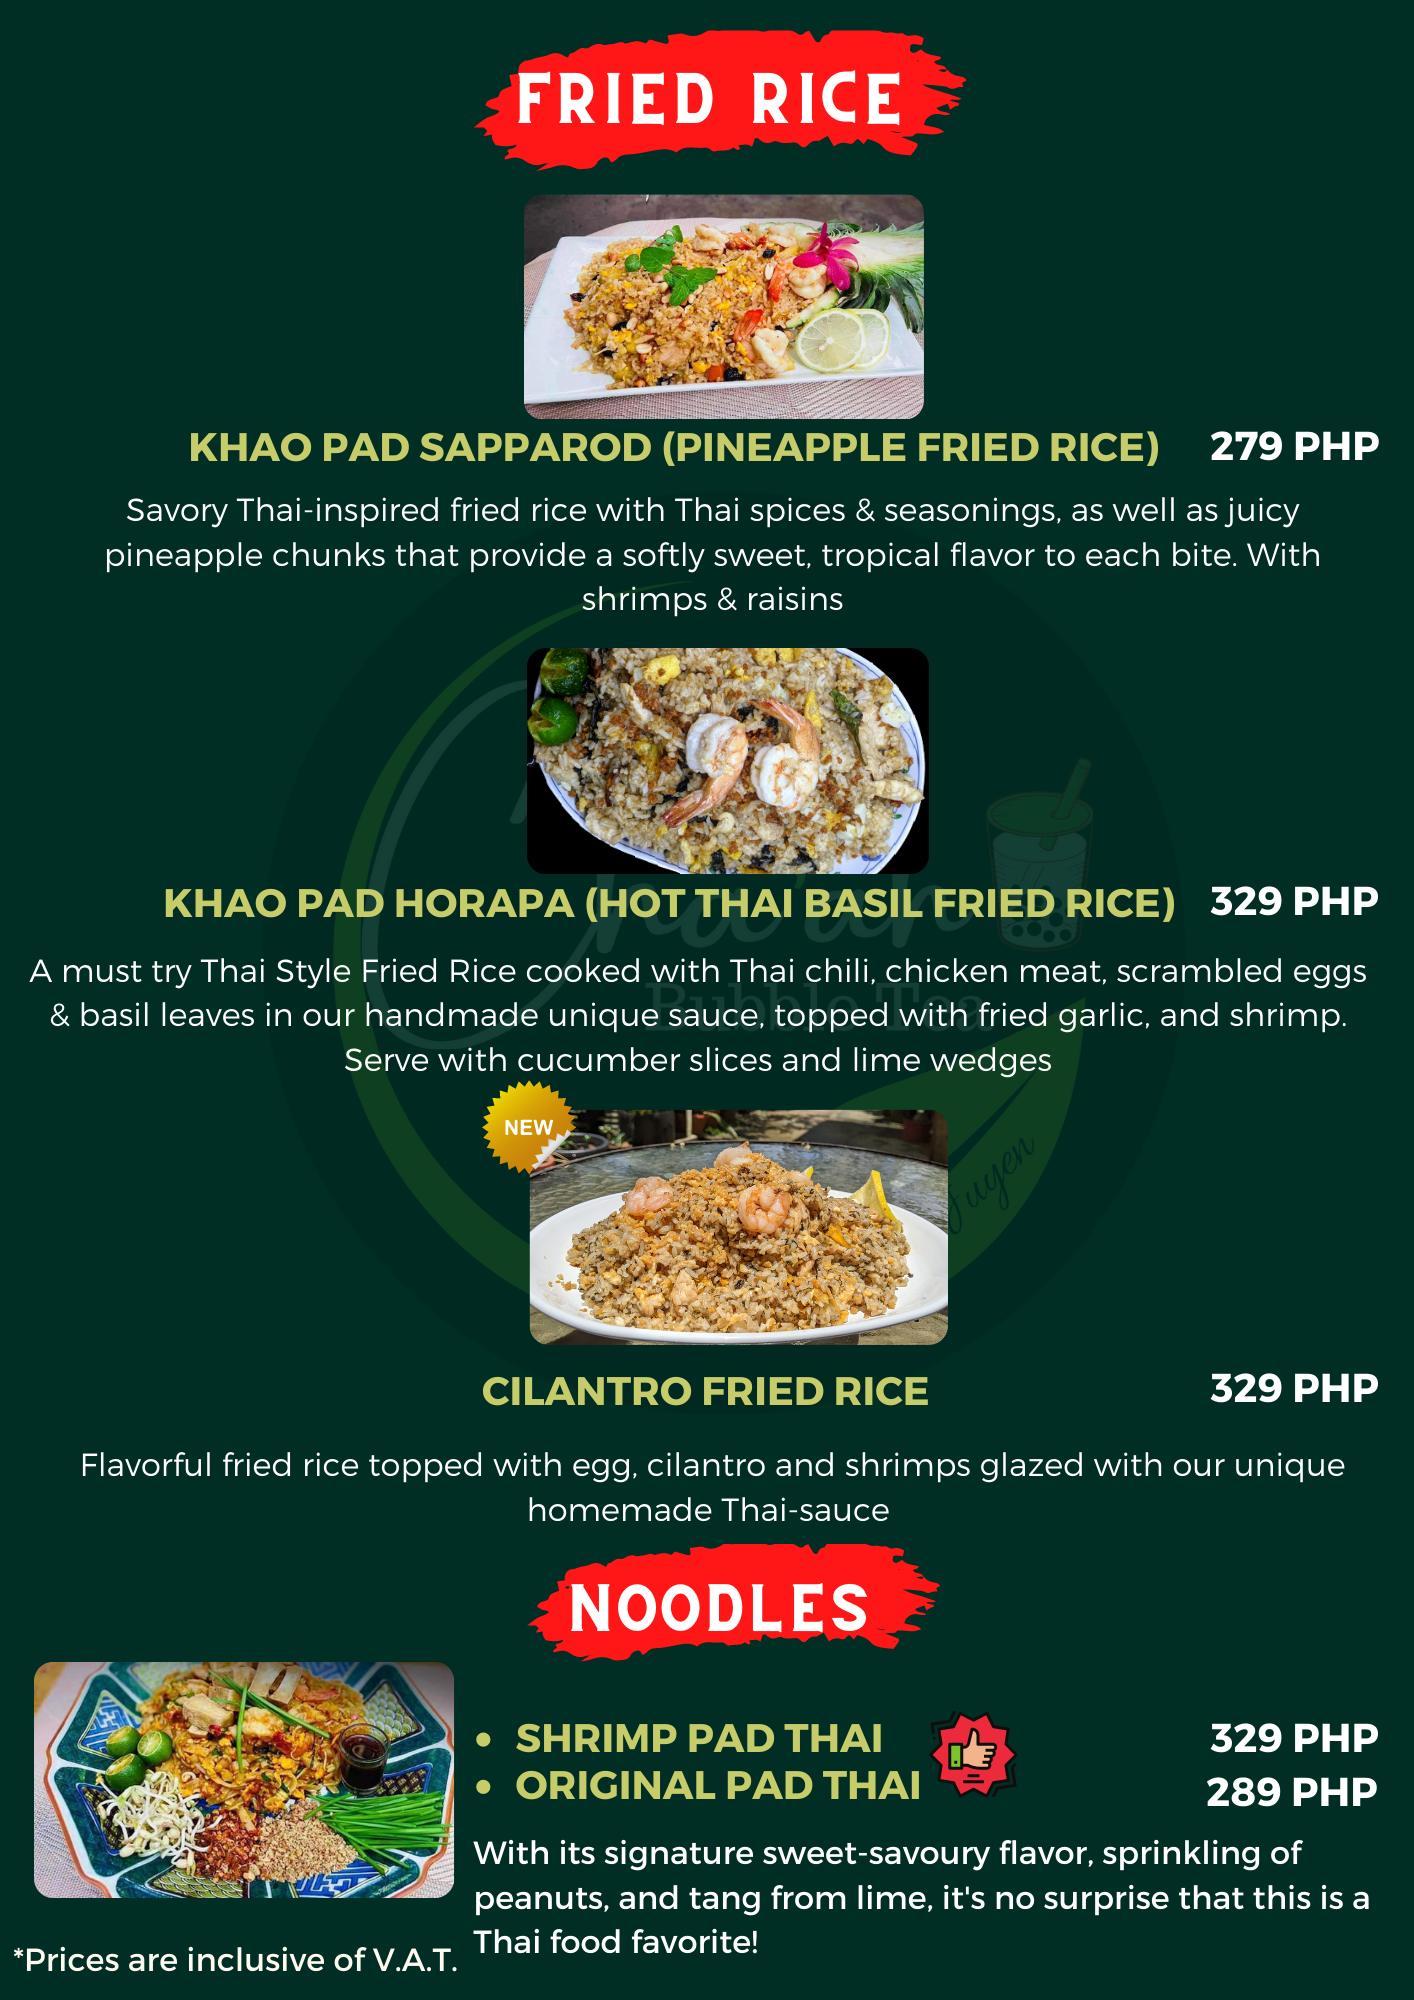 FRIED RICE
KHAO PAD SAPPAROD (PINEAPPLE FRIED RICE) 279 PHP
Savory Thai-inspired fried rice with Thai spices & seasonings, as well as juicy
pineapple chunks that provide a softly sweet, tropical flavor to each bite. With
shrimps & raisins
KHAO PAD HORAPA (HOT THAI BASIL FRIED RICE) 329 PHP
A must try Thai Style Fried Rice cooked with Thai chili, chicken meat, scrambled eggs
& basil leaves in our handmade unique sauce, topped with fried garlic, and shrimp.
Serve with cucumber slices and lime wedges
Bubble Tea
NEW
CILANTRO FRIED RICE 329 PHP
Flavorful fried rice topped with egg, cilantro and shrimps glazed with our unique
homemade Thai-sauce
NOODLES
• SHRIMP PAD THAI 329 PHP
• ORIGINAL PAD THAI 289 PHP
With its signature sweet-savoury flavor, sprinkling of
peanuts, and tang from lime, it's no surprise that this is a
Thai food favorite!
*Prices are inclusive of V.A.T.